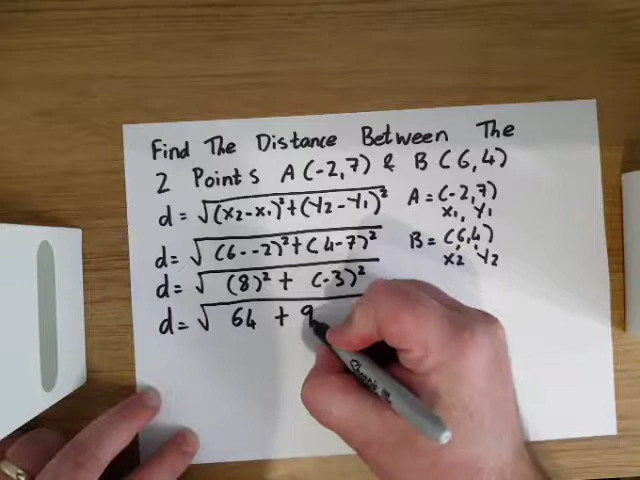 Find The Distance Between The
2 Points A(-2,7) & B(6,4)
d=√(x2-x1)²+(Y2-Y1)²
A=(-2,7)
x1, Y1
d=√(6--2)²+(4-7)²
B=(6,4)
x2, Y2
d=√(8)²+(-3)²
d=√64+9
Sharpie